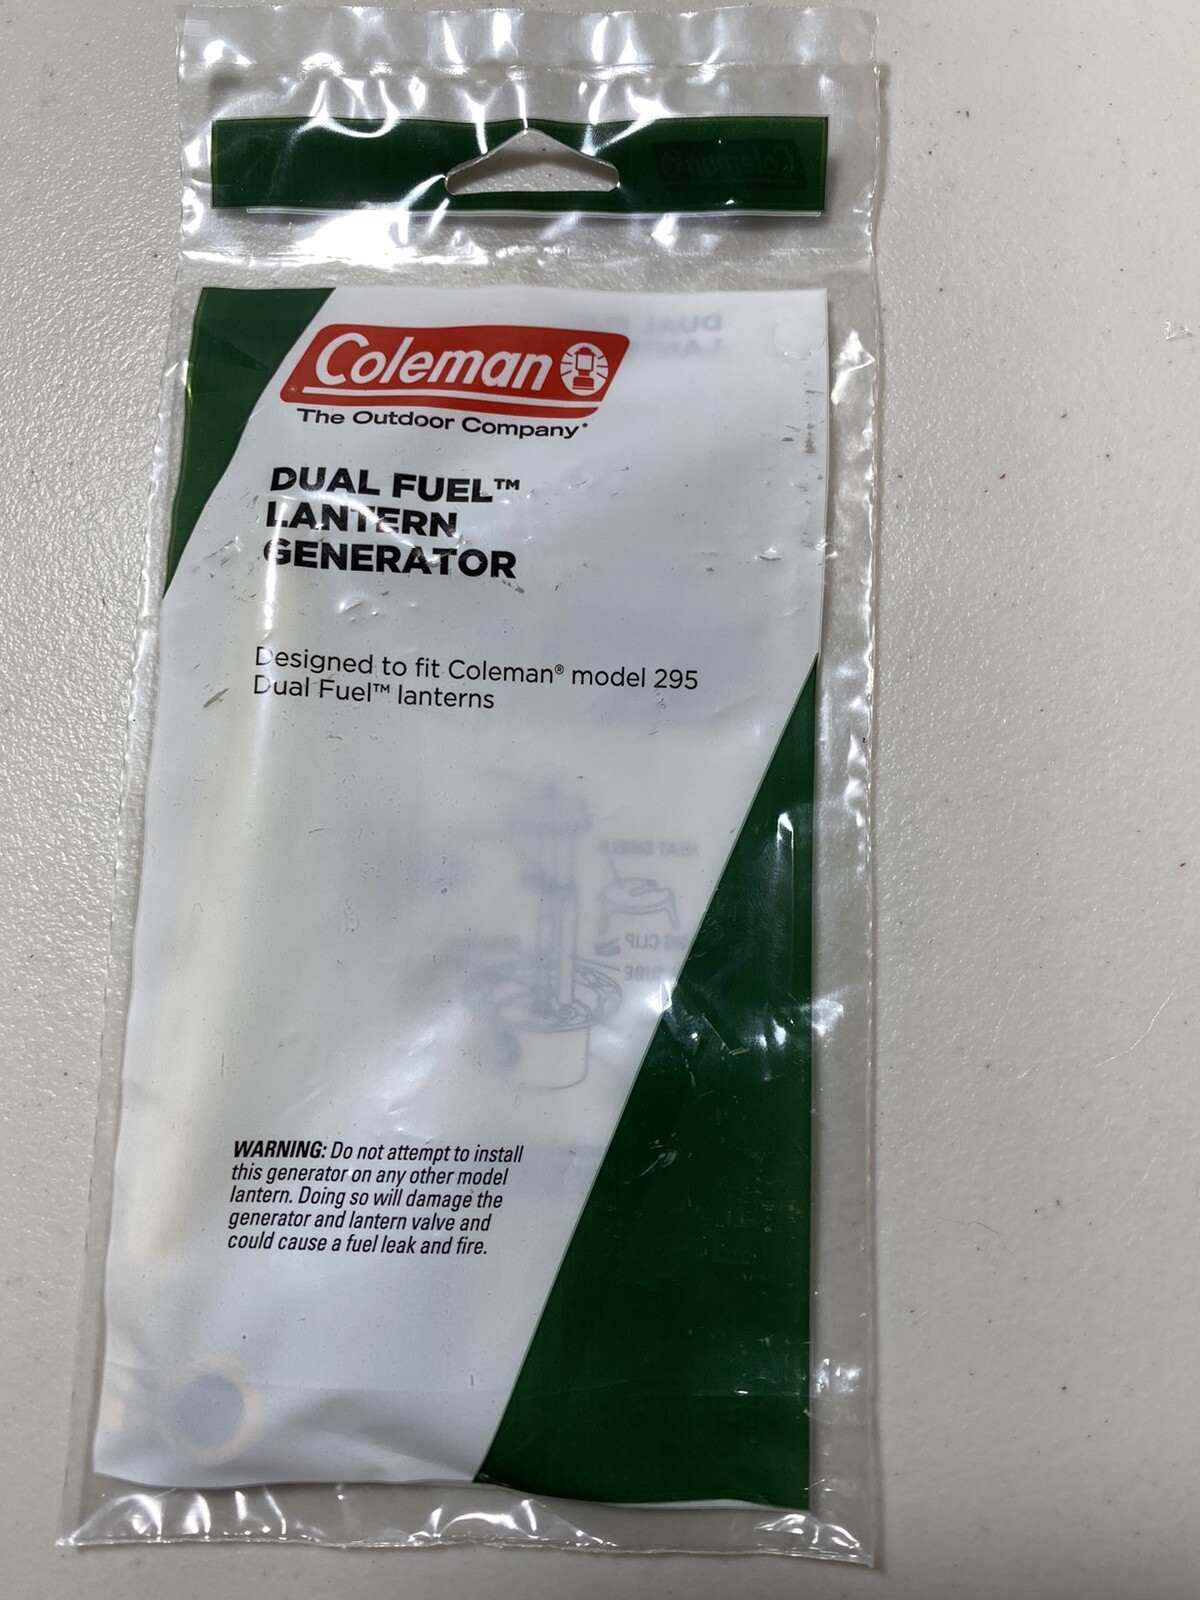 Coleman
The Outdoor Company®
DUAL FUEL™
LANTERN
GENERATOR
Designed to fit Coleman® model 295
Dual Fuel™ lanterns
WARNING: Do not attempt to install
this generator on any other model
lantern. Doing so will damage the
generator and lantern valve and
could cause a fuel leak and fire.